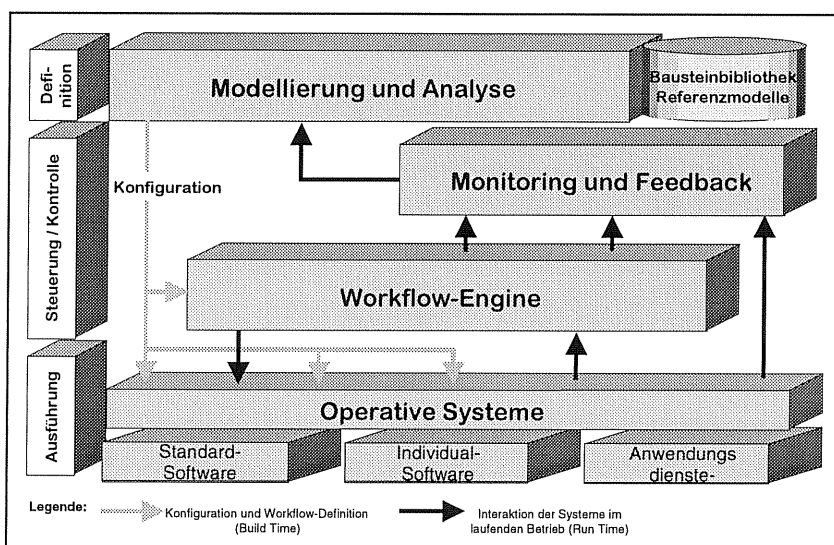 Defi-
nition
Modellierung und Analyse
Bausteinbibliothek
Referenzmodelle
Steuerung / Kontrolle
Konfiguration
Monitoring und Feedback
Workflow-Engine
Ausführung
Operative Systeme
Standard-
Software
Individual-
Software
Anwendungs
dienste-
Legende:
Konfiguration und Workflow-Definition
(Build Time)
Interaktion der Systeme im
laufenden Betrieb (Run Time)